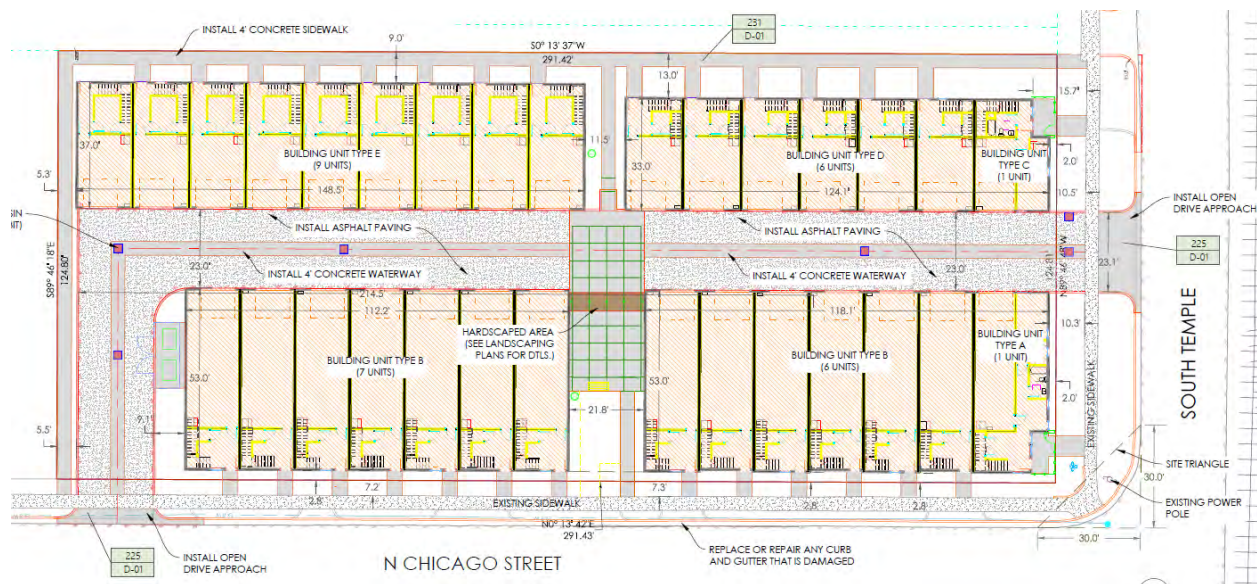 INSTALL 4' CONCRETE SIDEWALK
9.0'
S0° 13' 37"W
291.42'
231
D-01
13.0'
15.7'
37.0'
BUILDING UNIT TYPE E
(9 UNITS)
148.5'
11.5'
33.0'
BUILDING UNIT TYPE D
(6 UNITS)
124.1'
BUILDING UNIT
TYPE C
(1 UNIT)
2.0'
10.5'
5.3'
INSTALL OPEN
DRIVE APPROACH
225
D-01
INSTALL ASPHALT PAVING
INSTALL ASPHALT PAVING
S89° 46' 18"E
124.80'
23.0'
INSTALL 4' CONCRETE WATERWAY
INSTALL 4' CONCRETE WATERWAY
23.0'
124.81'
23.1'
214.5'
112.2'
118.1'
HARDSCAPED AREA
(SEE LANDSCAPING
PLANS FOR DTLS.)
BUILDING UNIT TYPE B
(7 UNITS)
BUILDING UNIT TYPE B
(6 UNITS)
BUILDING UNIT
TYPE A
(1 UNIT)
10.3'
53.0'
53.0'
2.0'
21.8'
9.1'
5.5'
SOUTH TEMPLE
EXISTING SIDEWALK
SITE TRIANGLE
30.0'
EXISTING POWER
POLE
2.8'
7.2'
EXISTING SIDEWALK
7.3'
2.8'
2.8'
N0° 13' 42"E
291.43'
30.0'
225
D-01
INSTALL OPEN
DRIVE APPROACH
N CHICAGO STREET
REPLACE OR REPAIR ANY CURB
AND GUTTER THAT IS DAMAGED